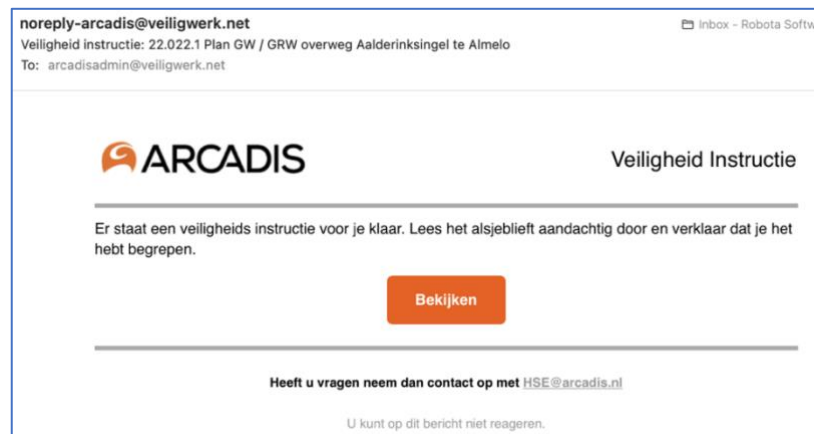 noreply-arcadis@veiligwerk.net
Inbox - Robota Softw
Veiligheid instructie: 22.022.1 Plan GW / GRW overweg Aalderinksingel te Almelo
To: arcadisadmin@veiligwerk.net
ARCADIS
Veiligheid Instructie
Er staat een veiligheids instructie voor je klaar. Lees het alsjeblieft aandachtig door en verklaar dat je het
hebt begrepen.
Bekijken
Heeft u vragen neem dan contact op met HSE@arcadis.nl
U kunt op dit bericht niet reageren.